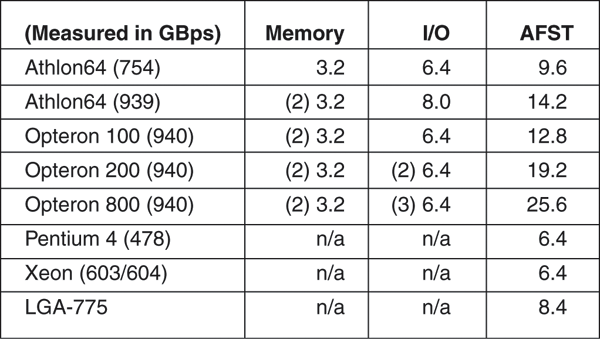 (Measured in GBps) Memory I/O AFST
Athlon64 (754) 3.2 6.4 9.6
Athlon64 (939) (2) 3.2 8.0 14.2
Opteron 100 (940) (2) 3.2 6.4 12.8
Opteron 200 (940) (2) 3.2 (2) 6.4 19.2
Opteron 800 (940) (2) 3.2 (3) 6.4 25.6
Pentium 4 (478) n/a n/a 6.4
Xeon (603/604) n/a n/a 6.4
LGA-775 n/a n/a 8.4